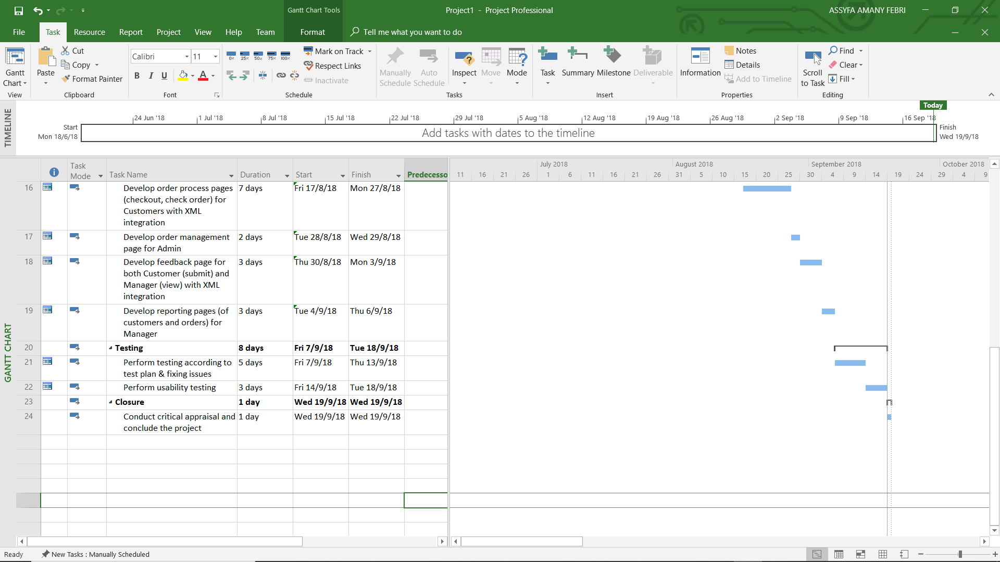 Gantt Chart Tools
Project1 - Project Professional
ASSYFA AMANY FEBRI
File Task Resource Report Project View Help Team Format Tell me what you want to do
Gantt Chart
View
Paste
Cut
Copy
Format Painter
Clipboard
Calibri 11
B I U A
Font
0% 25% 50% 75% 100%
Mark on Track
Respect Links
Inactivate
Schedule
Manually Schedule
Auto Schedule
Inspect
Move
Mode
Tasks
Task
Summary
Milestone
Deliverable
Insert
Information
Notes
Details
Add to Timeline
Properties
Scroll to Task
Find
Clear
Fill
Editing
TIMELINE
Today
24 Jun '18 1 Jul '18 8 Jul '18 15 Jul '18 22 Jul '18 29 Jul '18 5 Aug '18 12 Aug '18 19 Aug '18 26 Aug '18 2 Sep '18 9 Sep '18 16 Sep '18
Start
Mon 18/6/18
Add tasks with dates to the timeline
Finish
Wed 19/9/18
GANTT CHART
Task Mode Task Name Duration Start Finish Predecesso
July 2018 August 2018 September 2018 October 2018
11 16 21 26 1 6 11 16 21 26 31 5 10 15 20 25 30 4 9 14 19 24 29 4 9
16 Develop order process pages 7 days Fri 17/8/18 Mon 27/8/18
(checkout, check order) for
Customers with XML
integration
17 Develop order management 2 days Tue 28/8/18 Wed 29/8/18
page for Admin
18 Develop feedback page for 3 days Thu 30/8/18 Mon 3/9/18
both Customer (submit) and
Manager (view) with XML
integration
19 Develop reporting pages (of 3 days Tue 4/9/18 Thu 6/9/18
customers and orders) for
Manager
20 Testing 8 days Fri 7/9/18 Tue 18/9/18
21 Perform testing according to 5 days Fri 7/9/18 Thu 13/9/18
test plan & fixing issues
22 Perform usability testing 3 days Fri 14/9/18 Tue 18/9/18
23 Closure 1 day Wed 19/9/18 Wed 19/9/18
24 Conduct critical appraisal and 1 day Wed 19/9/18 Wed 19/9/18
conclude the project
Ready New Tasks : Manually Scheduled